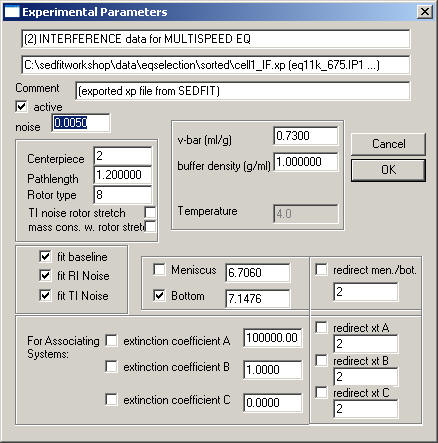 Experimental Parameters
(2) INTERFERENCE data for MULTISPEED EQ
C:\sedfitworkshop\data\eqselection\sorted\cell1_IF.xp (eq11k_675.IP1 ...)
Comment (exported xp file from SEDFIT)
active
noise 0.0050
v-bar (ml/g) 0.7300
Cancel
buffer density (g/ml) 1.000000
OK
Centerpiece 2
Pathlength 1.200000
Rotor type 8
Temperature 4.0
TI noise rotor stretch
mass cons. w. rotor stretc
fit baseline
fit RI Noise
fit TI Noise
Meniscus 6.7060
Bottom 7.1476
redirect men./bot.
2
For Associating
Systems:
extinction coefficient A 100000.00
extinction coefficient B 1.0000
extinction coefficient C 0.0000
redirect xt A
2
redirect xt B
2
redirect xt C
2